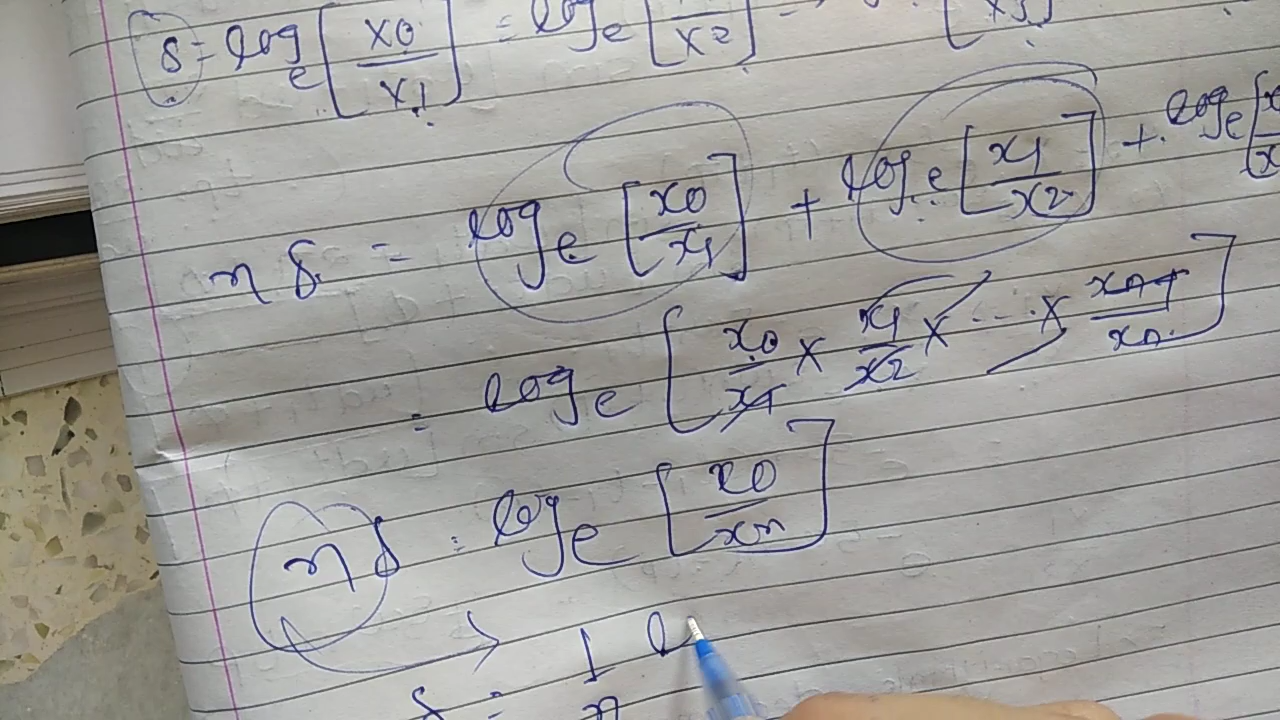 δ = loge [x0/x1] = loge [ /x2] = [ /x3]
nδ = loge [x0/x1] + loge [x1/x2] + loge [x
= loge [x0/x1 × x1/x2 × ... × xn-1/xn]
nδ = loge [x0/xn]
δ = 1/n l